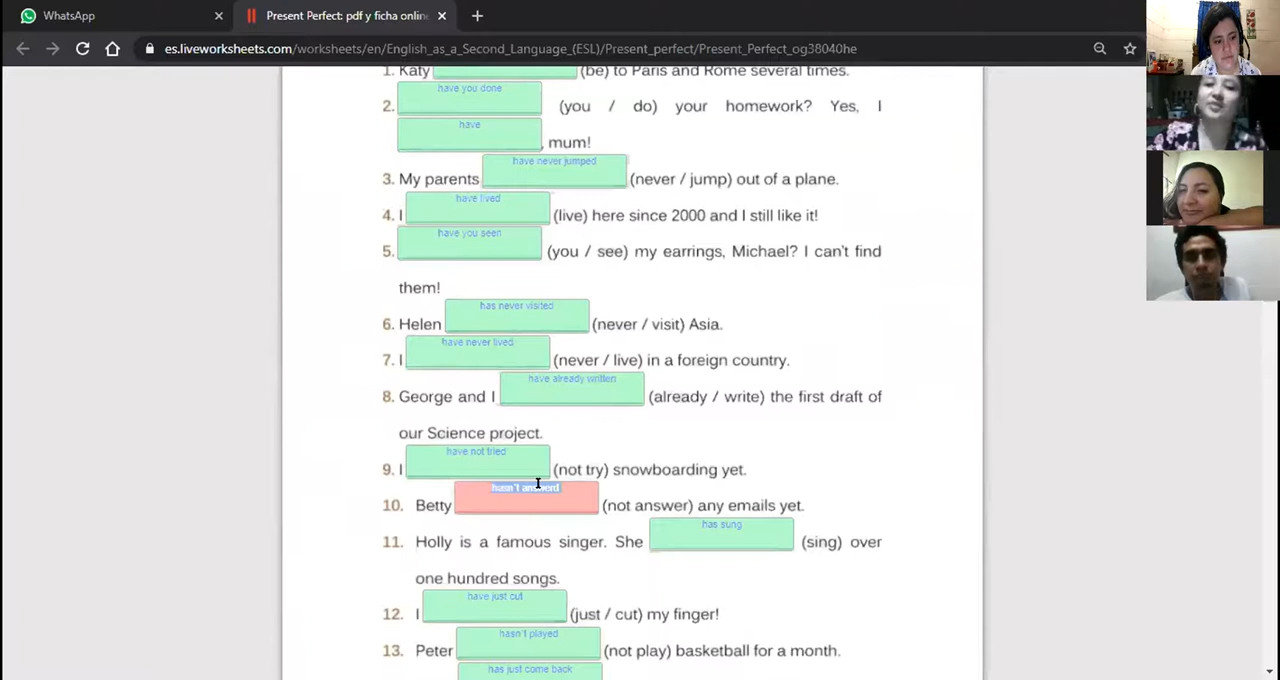 WhatsApp
Present Perfect: pdf y ficha online
es.liveworksheets.com/worksheets/en/English_as_a_Second_Language_(ESL)/Present_perfect/Present_Perfect_og38040he
1. Katy (be) to Paris and Rome several times.
have you done
2. (you / do) your homework? Yes, I
have
, mum!
have never jumped
3. My parents (never / jump) out of a plane.
have lived
4. I (live) here since 2000 and I still like it!
have you seen
5. (you / see) my earrings, Michael? I can't find
them!
has never visited
6. Helen (never / visit) Asia.
have never lived
7. I (never / live) in a foreign country.
have already written
8. George and I (already / write) the first draft of
our Science project.
have not tried
9. I (not try) snowboarding yet.
hasn't answerd
10. Betty (not answer) any emails yet.
has sung
11. Holly is a famous singer. She (sing) over
one hundred songs.
have just cut
12. I (just / cut) my finger!
hasn't played
13. Peter (not play) basketball for a month.
has just come back